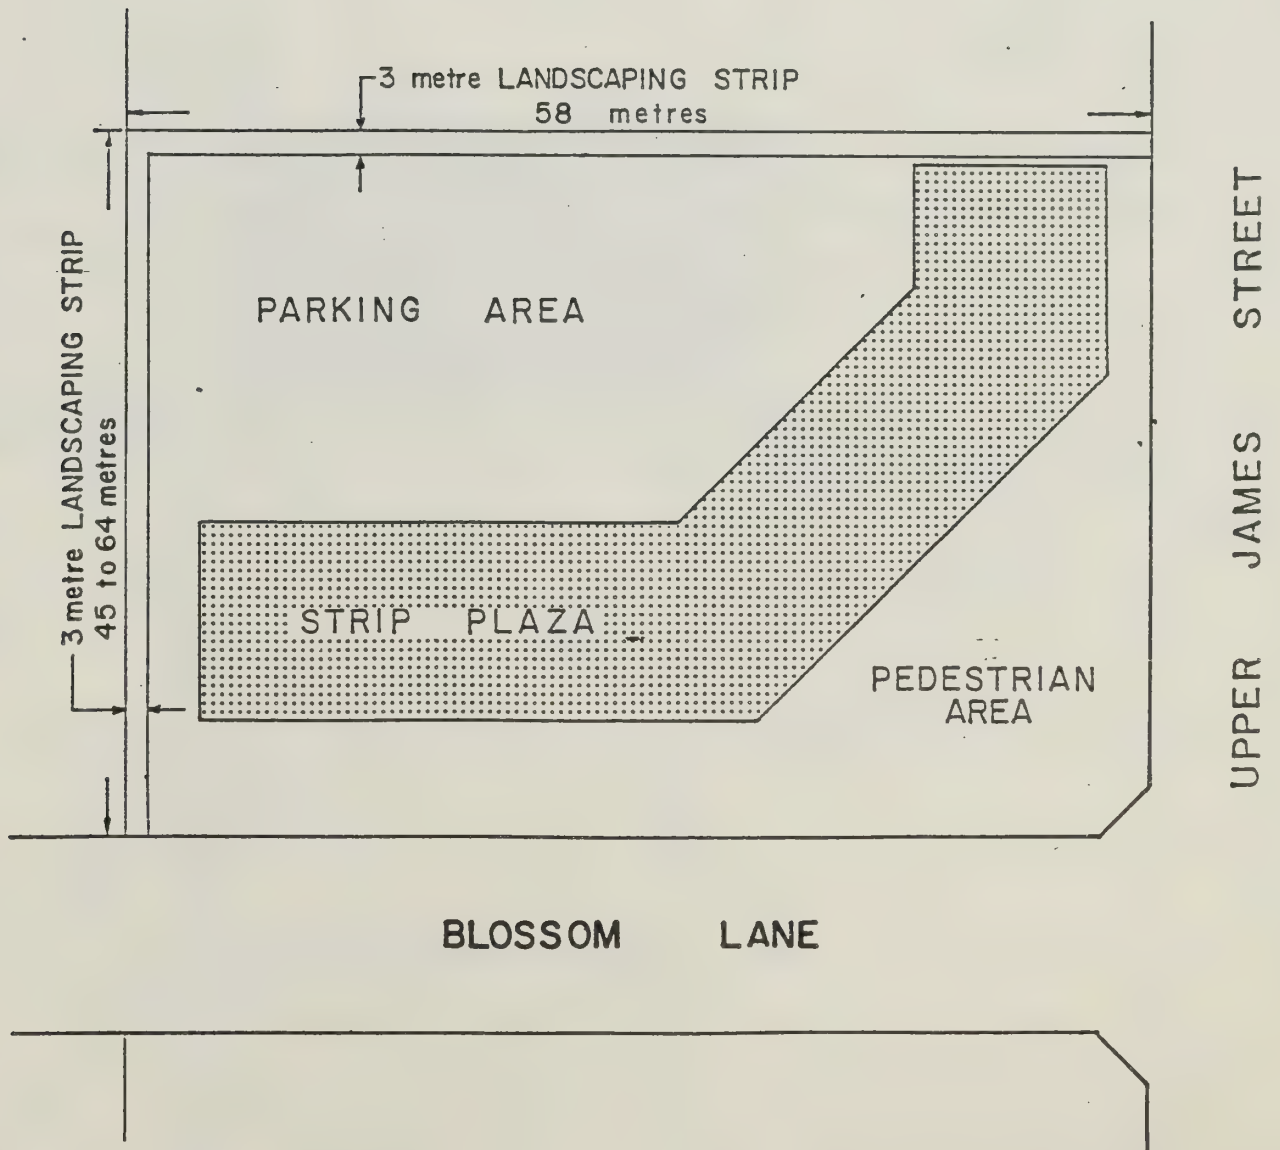 3 metre LANDSCAPING STRIP
58 metres
3 metre LANDSCAPING STRIP
45 to 64 metres
PARKING AREA
STRIP PLAZA
PEDESTRIAN
AREA
UPPER JAMES STREET
BLOSSOM LANE